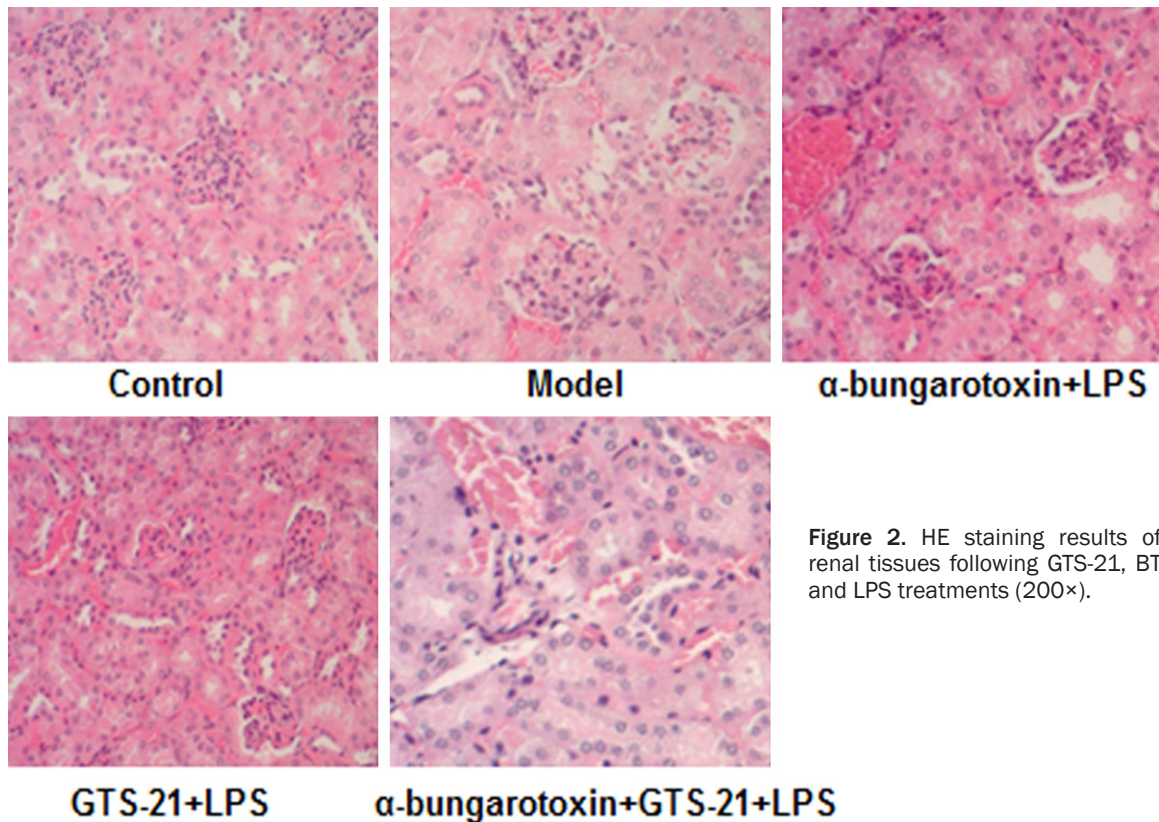 Control
Model
α-bungarotoxin+LPS
GTS-21+LPS
α-bungarotoxin+GTS-21+LPS
Figure 2. HE staining results of
renal tissues following GTS-21, BT
and LPS treatments (200×).